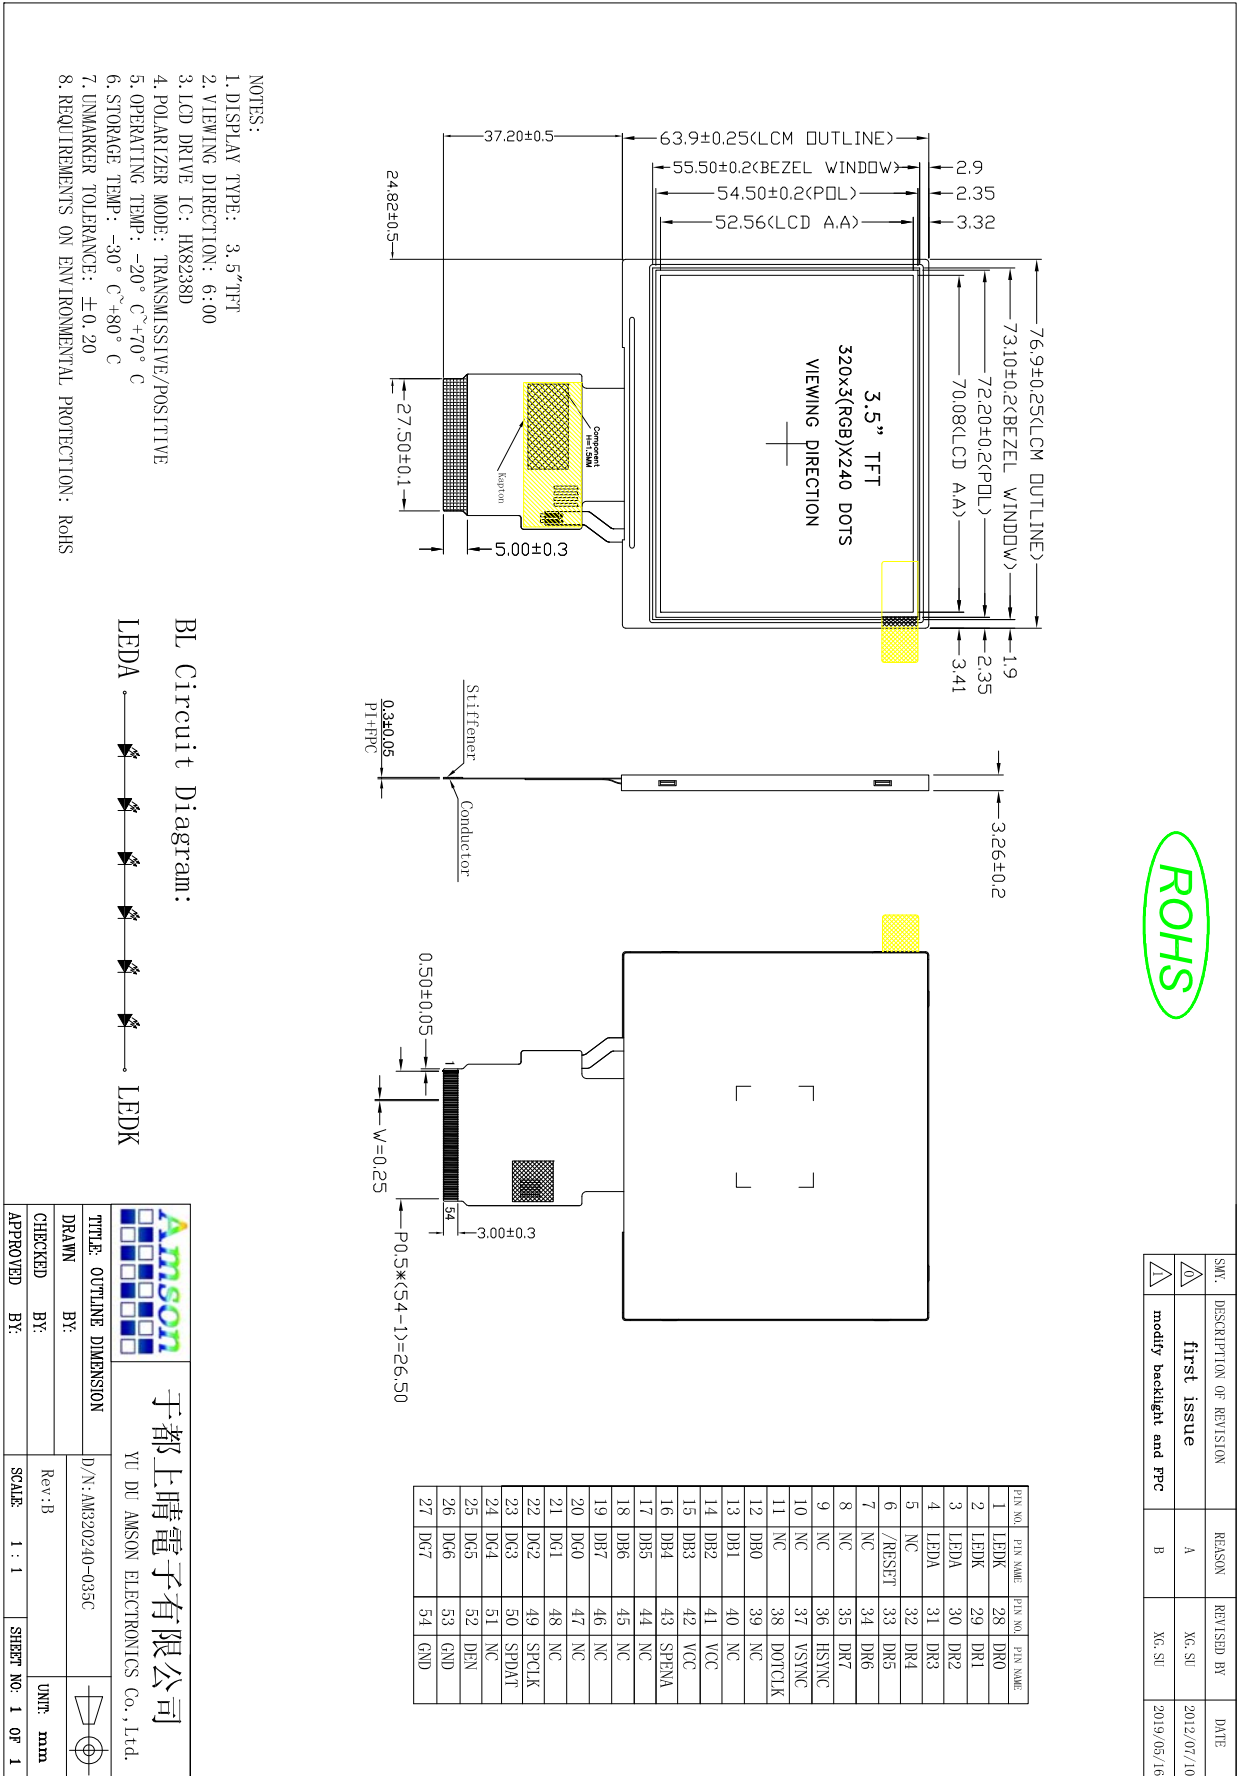 ROHS
SMY. DESCRIPTION OF REVISION REASON REVISED BY DATE
0 first issue A XG.SU 2012/07/10
1 modify backlight and FPC B XG.SU 2019/05/16
76.9±0.25(LCM OUTLINE)
73.10±0.2(BEZEL WINDOW) 1.9
72.20±0.2(POL) 2.35
70.08(LCD A.A) 3.41
63.9±0.25(LCM OUTLINE)
55.50±0.2(BEZEL WINDOW) 2.9
54.50±0.2(POL) 2.35
52.56(LCD A.A) 3.32
37.20±0.5
24.82±0.5
3.5” TFT
320x3(RGB)X240 DOTS
VIEWING DIRECTION
Component
H=1.5MM
Kapton
27.50±0.1
5.00±0.3
3.26±0.2
Stiffener
Conductor
0.3±0.05
PI+FPC
0.50±0.05
1
54
W=0.25
3.00±0.3
P0.5*(54-1)=26.50
PIN NO. PIN NAME PIN NO. PIN NAME
1 LEDK 28 DR0
2 LEDK 29 DR1
3 LEDA 30 DR2
4 LEDA 31 DR3
5 NC 32 DR4
6 /RESET 33 DR5
7 NC 34 DR6
8 NC 35 DR7
9 NC 36 HSYNC
10 NC 37 VSYNC
11 NC 38 DOTCLK
12 DB0 39 NC
13 DB1 40 NC
14 DB2 41 VCC
15 DB3 42 VCC
16 DB4 43 SPENA
17 DB5 44 NC
18 DB6 45 NC
19 DB7 46 NC
20 DG0 47 NC
21 DG1 48 NC
22 DG2 49 SPCLK
23 DG3 50 SPDAT
24 DG4 51 NC
25 DG5 52 DEN
26 DG6 53 GND
27 DG7 54 GND
NOTES:
1. DISPLAY TYPE: 3.5″TFT
2. VIEWING DIRECTION: 6:00
3. LCD DRIVE IC: HX8238D
4. POLARIZER MODE: TRANSMISSIVE/POSITIVE
5. OPERATING TEMP: -20° C~+70° C
6. STORAGE TEMP: -30° C~+80° C
7. UNMARKER TOLERANCE: ±0.20
8. REQUIREMENTS ON ENVIRONMENTAL PROTECTION: RoHS
BL Circuit Diagram:
LEDA LEDK
Amson
于都上晴電子有限公司
YU DU AMSON ELECTRONICS Co., Ltd.
TITLE: OUTLINE DIMENSION D/N: AM320240-035C
DRAWN BY:
CHECKED BY: Rev:B UNIT: mm
APPROVED BY: SCALE: 1 : 1 SHEET NO: 1 OF 1